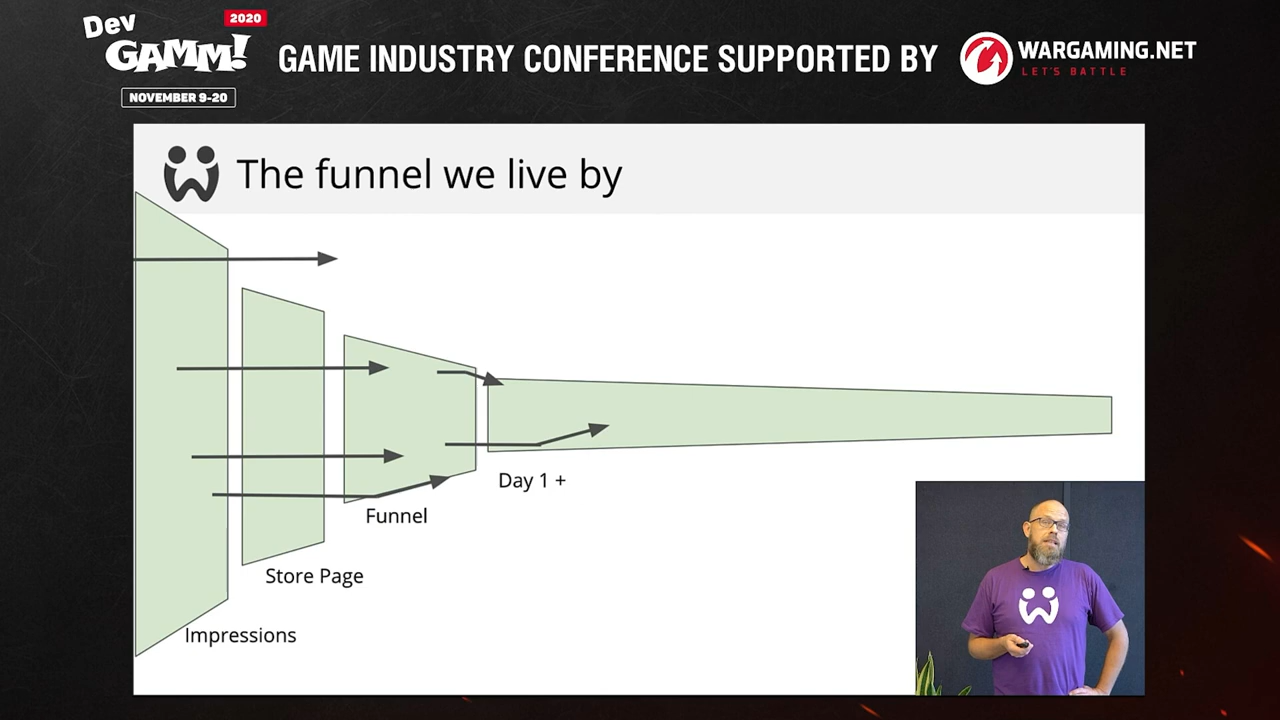 Dev
GAMM!
2020
NOVEMBER 9-20
GAME INDUSTRY CONFERENCE SUPPORTED BY
WARGAMING.NET
LET'S BATTLE
The funnel we live by
Day 1 +
Funnel
Store Page
Impressions